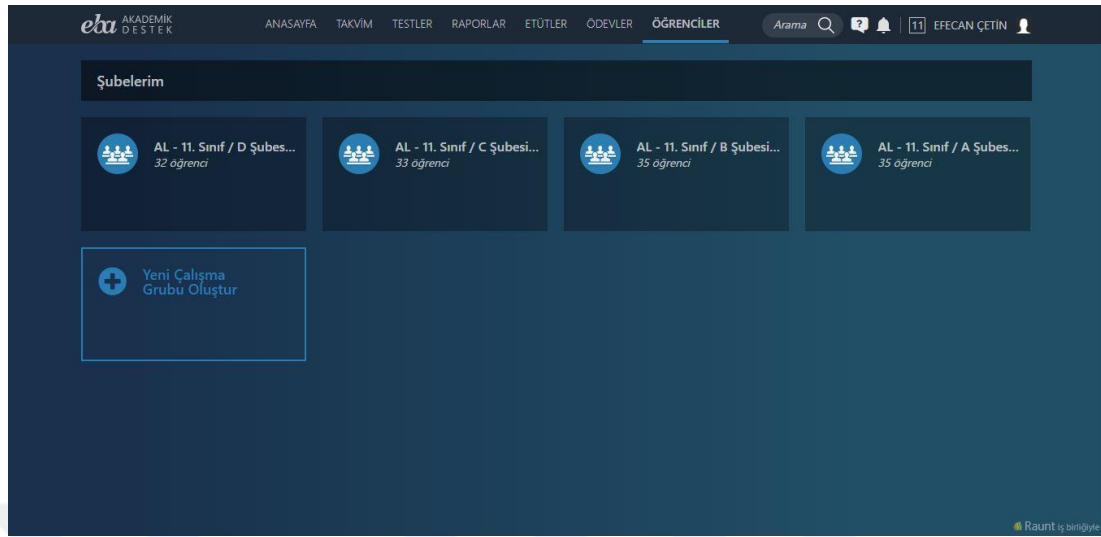 eba AKADEMİK DESTEK
ANASAYFA TAKVİM TESTLER RAPORLAR ETÜTLER ÖDEVLER ÖĞRENCİLER Arama ? 11 EFECAN ÇETİN
Şubelerim
AL - 11. Sınıf / D Şubes...
32 öğrenci
AL - 11. Sınıf / C Şubesi...
33 öğrenci
AL - 11. Sınıf / B Şubesi...
35 öğrenci
AL - 11. Sınıf / A Şubes...
35 öğrenci
Yeni Çalışma
Grubu Oluştur
Raunt iş birliğiyle